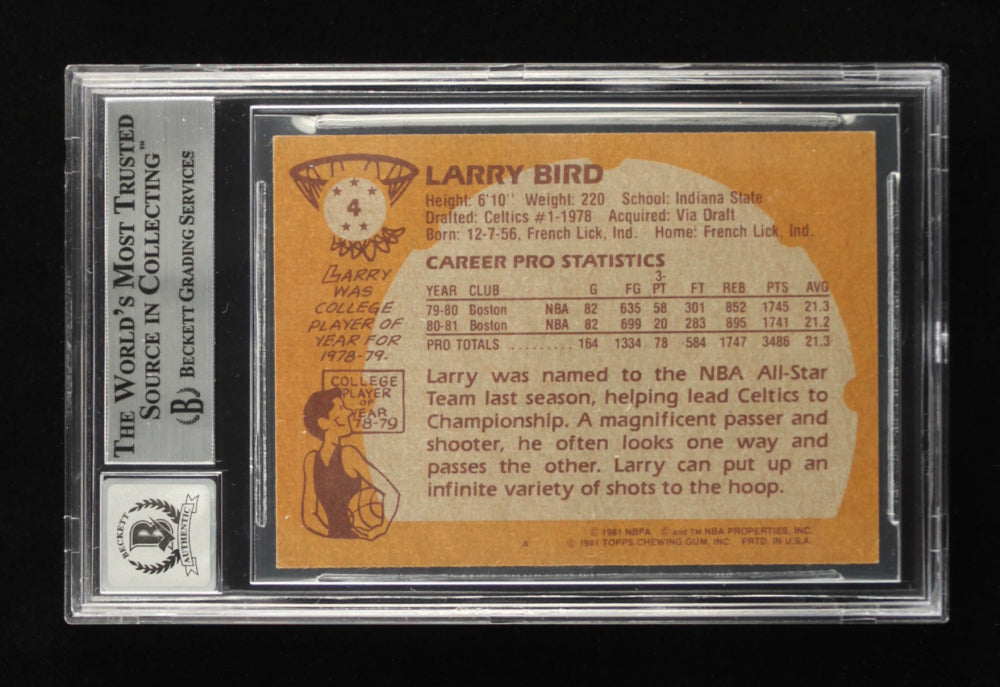 THE WORLD'S MOST TRUSTED
SOURCE IN COLLECTING™
BECKETT GRADING SERVICES
B
BECKETT
B
AUTHENTIC
4
LARRY BIRD
Height: 6'10'' Weight: 220 School: Indiana State
Drafted: Celtics #1-1978 Acquired: Via Draft
Born: 12-7-56, French Lick, Ind. Home: French Lick, Ind.
LARRY
WAS
COLLEGE
PLAYER OF
YEAR FOR
1978-79.
COLLEGE
PLAYER
OF
YEAR
78-79
CAREER PRO STATISTICS
3-
YEAR CLUB G FG PT FT REB PTS AVG
79-80 Boston NBA 82 635 58 301 852 1745 21.3
80-81 Boston NBA 82 699 20 283 895 1741 21.2
PRO TOTALS ......... 164 1334 78 584 1747 3486 21.3
Larry was named to the NBA All-Star
Team last season, helping lead Celtics to
Championship. A magnificent passer and
shooter, he often looks one way and
passes the other. Larry can put up an
infinite variety of shots to the hoop.
© 1981 NBPA © and TM NBA PROPERTIES, INC.
A © 1981 TOPPS CHEWING GUM, INC. PRTD. IN U.S.A.